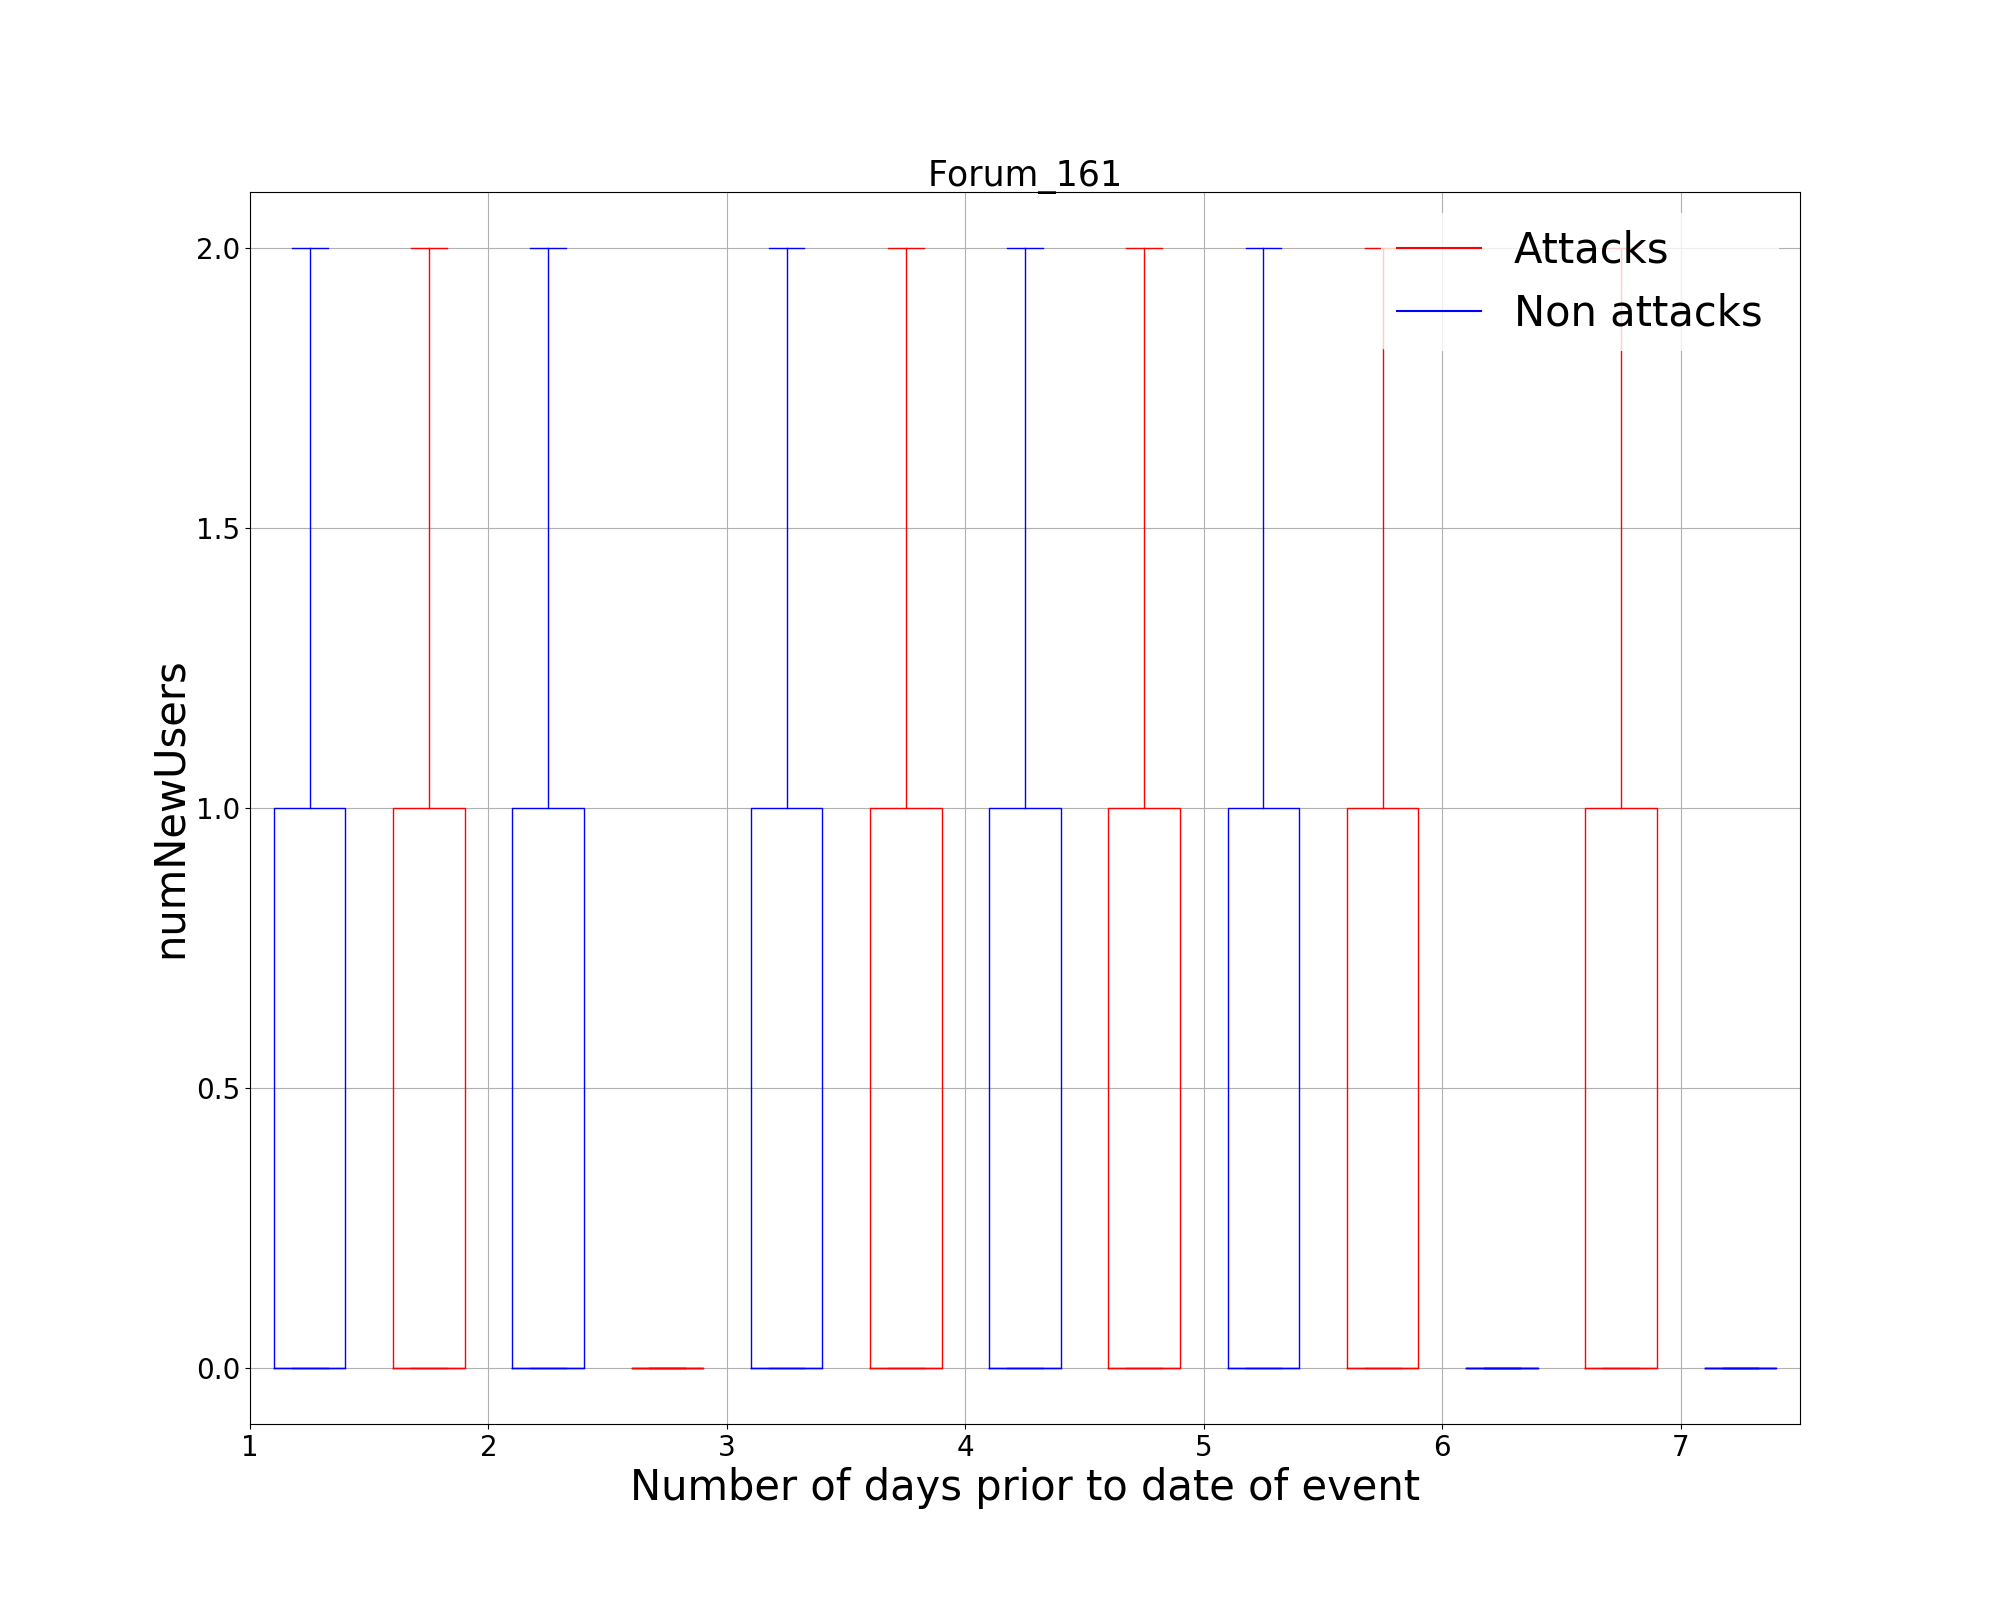 Forum_161
Attacks
Non attacks
numNewUsers
2.0
1.5
1.0
0.5
0.0
1 2 3 4 5 6 7
Number of days prior to date of event